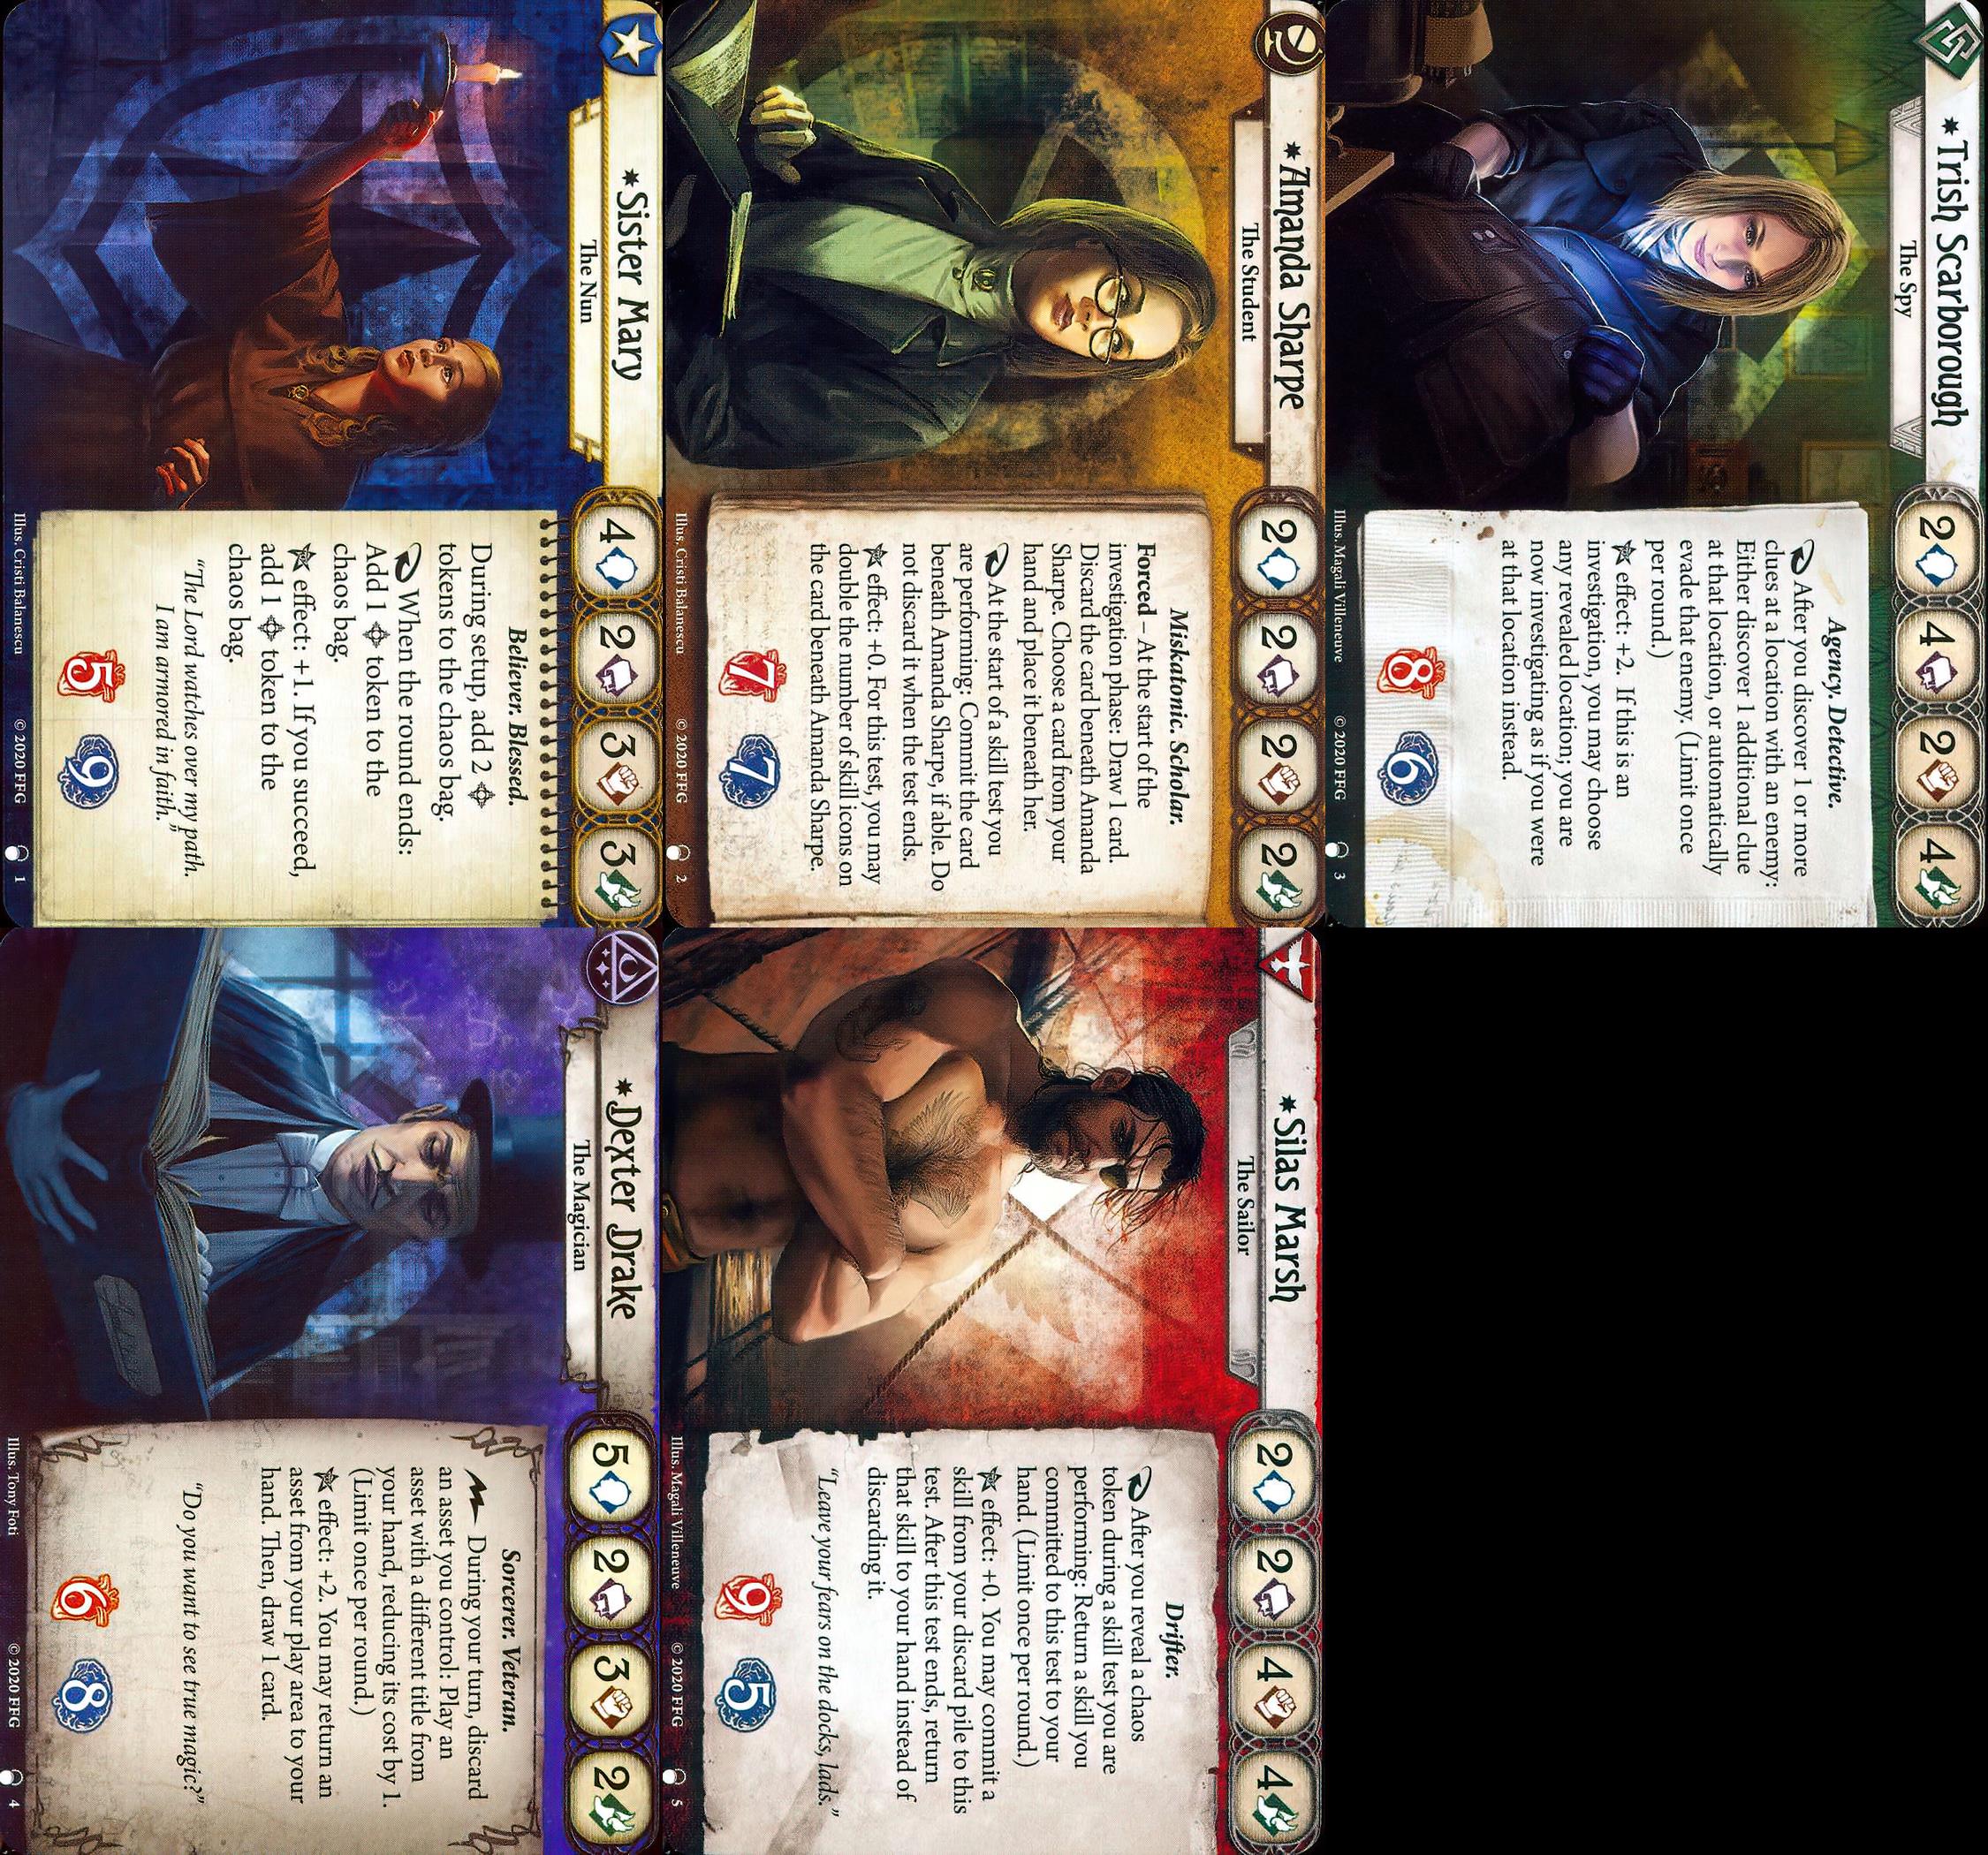 Sister Mary
The Nun
4 2 3 3
Believer. Blessed.
During setup, add 2
tokens to the chaos bag.
When the round ends:
Add 1 token to the
chaos bag.
effect: +1. If you succeed,
add 1 token to the
chaos bag.
"The Lord watches over my path.
I am armored in faith."
5 9
Illus. Cristi Balanescu
© 2020 FFG
1
Amanda Sharpe
The Student
2 2 2 2
Miskatonic. Scholar.
Forced – At the start of the
investigation phase: Draw 1 card.
Discard the card beneath Amanda
Sharpe. Choose a card from your
hand and place it beneath her.
At the start of a skill test you
are performing: Commit the card
beneath Amanda Sharpe, if able. Do
not discard it when the test ends.
effect: +0. For this test, you may
double the number of skill icons on
the card beneath Amanda Sharpe.
7 7
Illus. Cristi Balanescu
© 2020 FFG
2
Trish Scarborough
The Spy
2 4 2 4
Agency. Detective.
After you discover 1 or more
clues at a location with an enemy:
Either discover 1 additional clue
at that location, or automatically
evade that enemy. (Limit once
per round.)
effect: +2. If this is an
investigation, you may choose
any revealed location; you are
now investigating as if you were
at that location instead.
8 6
Illus. Magali Villeneuve
© 2020 FFG
3
Dexter Drake
The Magician
5 2 3 2
Sorcerer. Veteran.
During your turn, discard
an asset you control: Play an
asset with a different title from
your hand, reducing its cost by 1.
(Limit once per round.)
effect: +2. You may return an
asset from your play area to your
hand. Then, draw 1 card.
"Do you want to see true magic?"
6 8
Illus. Tony Foti
© 2020 FFG
4
Silas Marsh
The Sailor
2 2 4 4
Drifter.
After you reveal a chaos
token during a skill test you are
performing: Return a skill you
committed to this test to your
hand. (Limit once per round.)
effect: +0. You may commit a
skill from your discard pile to this
test. After this test ends, return
that skill to your hand instead of
discarding it.
"Leave your fears on the docks, lads."
9 5
Illus. Magali Villeneuve
© 2020 FFG
5